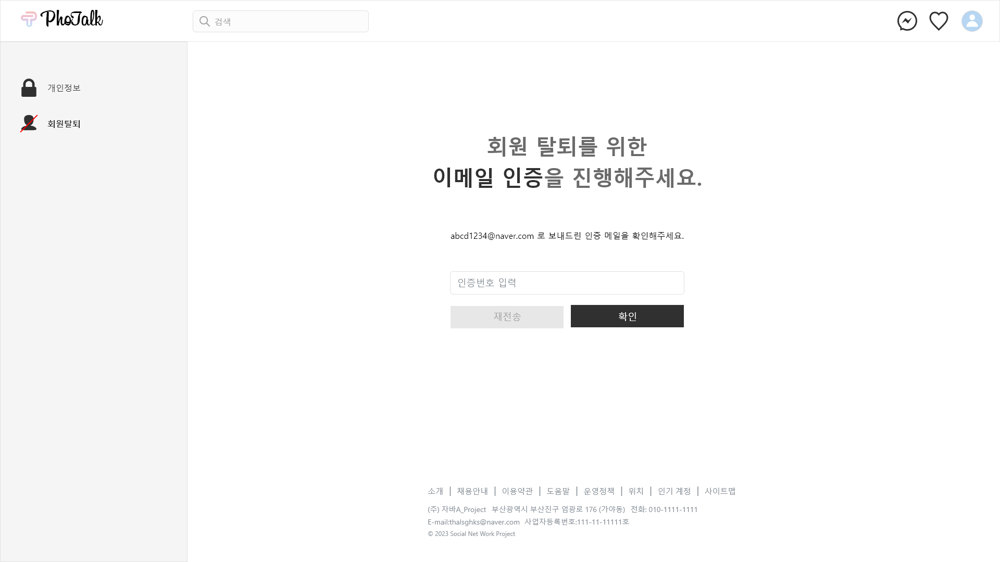 PhoTalk
검색
개인정보
회원탈퇴
회원 탈퇴를 위한
이메일 인증을 진행해주세요.
abcd1234@naver.com 로 보내드린 인증 메일을 확인해주세요.
인증번호 입력
재전송
확인
소개 | 채용안내 | 이용약관 | 도움말 | 운영정책 | 위치 | 인기 계정 | 사이트맵
(주) 자바A_Project 부산광역시 부산진구 엄광로 176 (가야동) 전화: 010-1111-1111
E-mail:thalsghks@naver.com 사업자등록번호:111-11-11111호
© 2023 Social Net Work Project